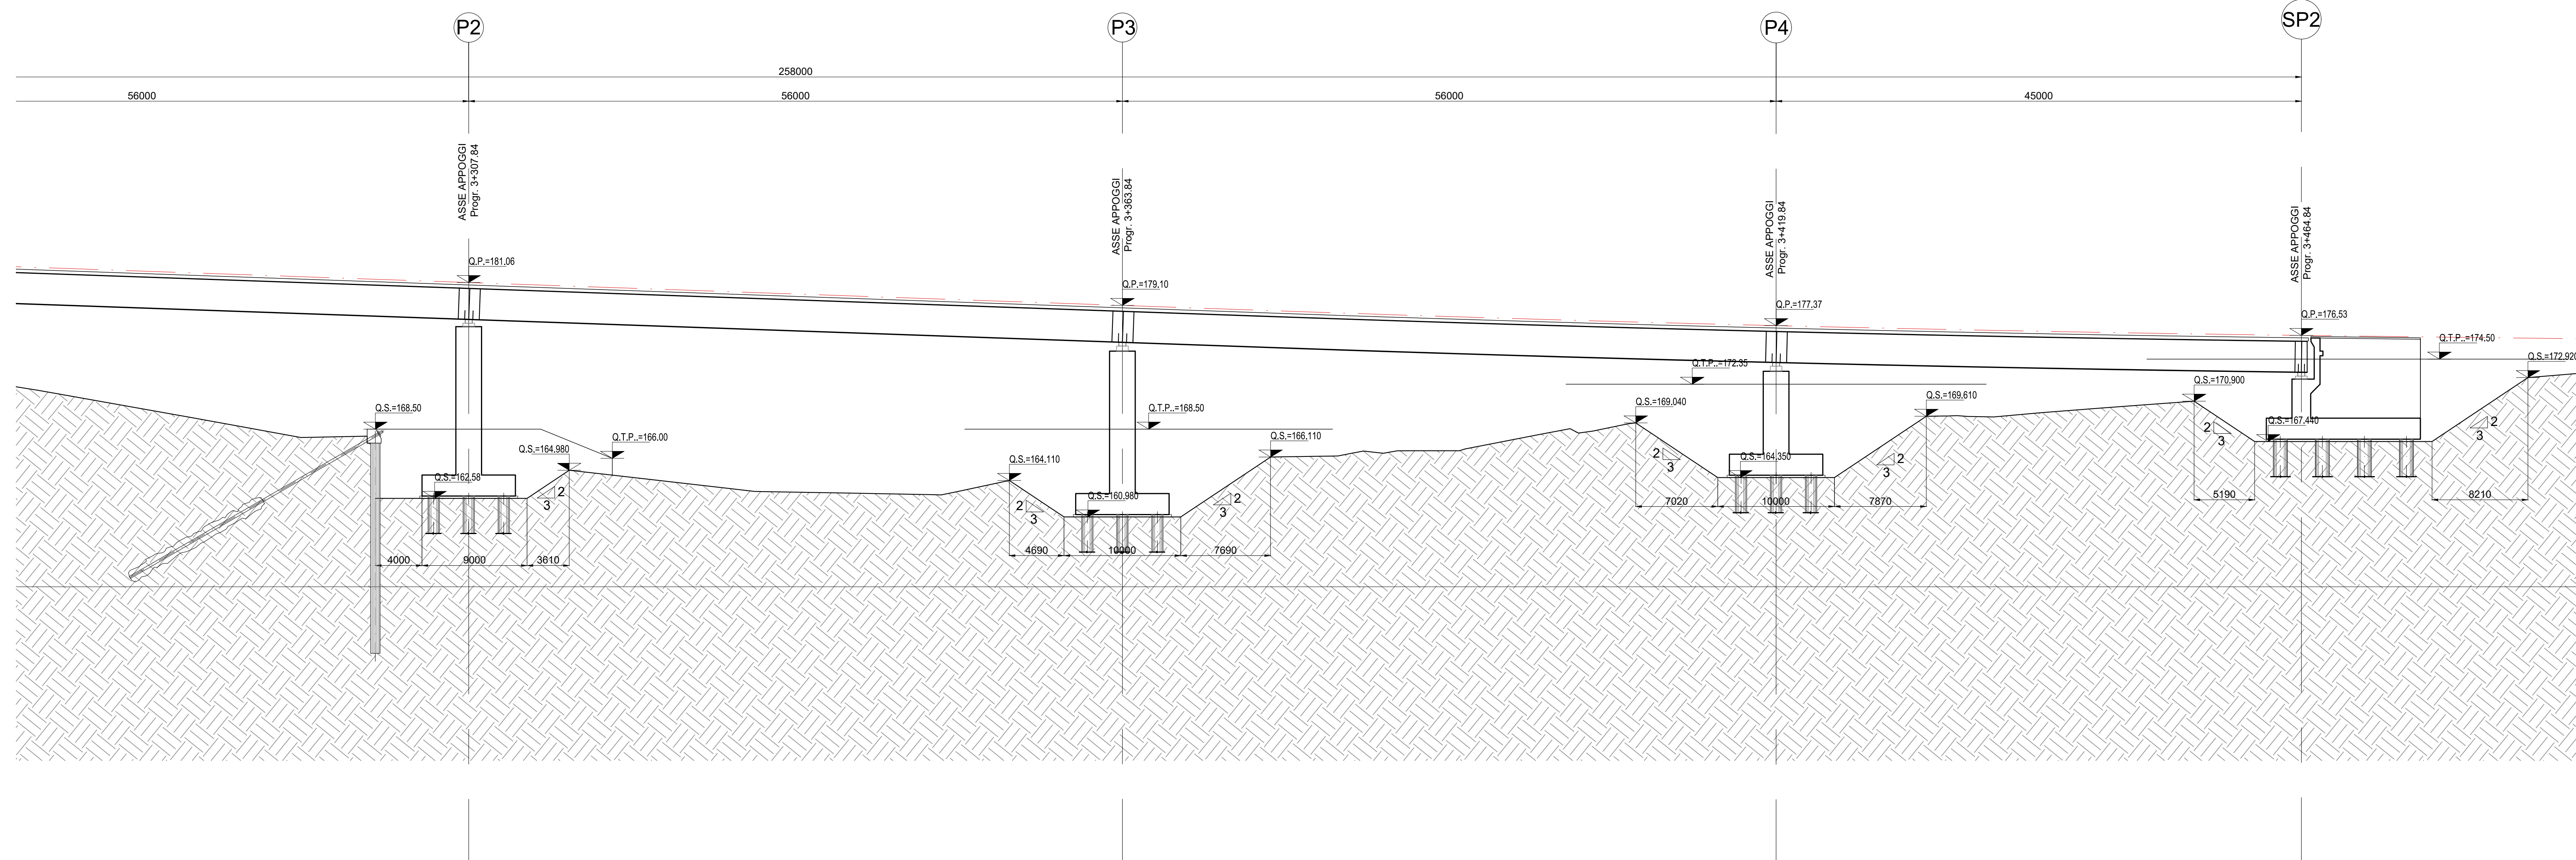 P2
P3
P4
SP2
258000
56000
56000
56000
45000
ASSE APPOGGI
Progr. 3+307.84
ASSE APPOGGI
Progr. 3+363.84
ASSE APPOGGI
Progr. 3+419.84
ASSE APPOGGI
Progr. 3+464.84
Q.P.=181,06
Q.P.=179,10
Q.P.=177,37
Q.P.=176,53
Q.T.P..=174.50
Q.S.=172,920
Q.T.P..=172.35
Q.S.=170,900
Q.S.=168.50
Q.T.P..=168.50
Q.S.=169,040
Q.S.=169,610
Q.S.=167.440
Q.T.P..=166.00
Q.S.=164,980
Q.S.=162,58
Q.S.=164,110
Q.S.=166,110
Q.S.=160,980
Q.S.=164,350
2
3
2
3
2
3
2
3
2
3
2
3
2
3
4000
9000
3610
4690
10000
7690
7020
10000
7870
5190
8210